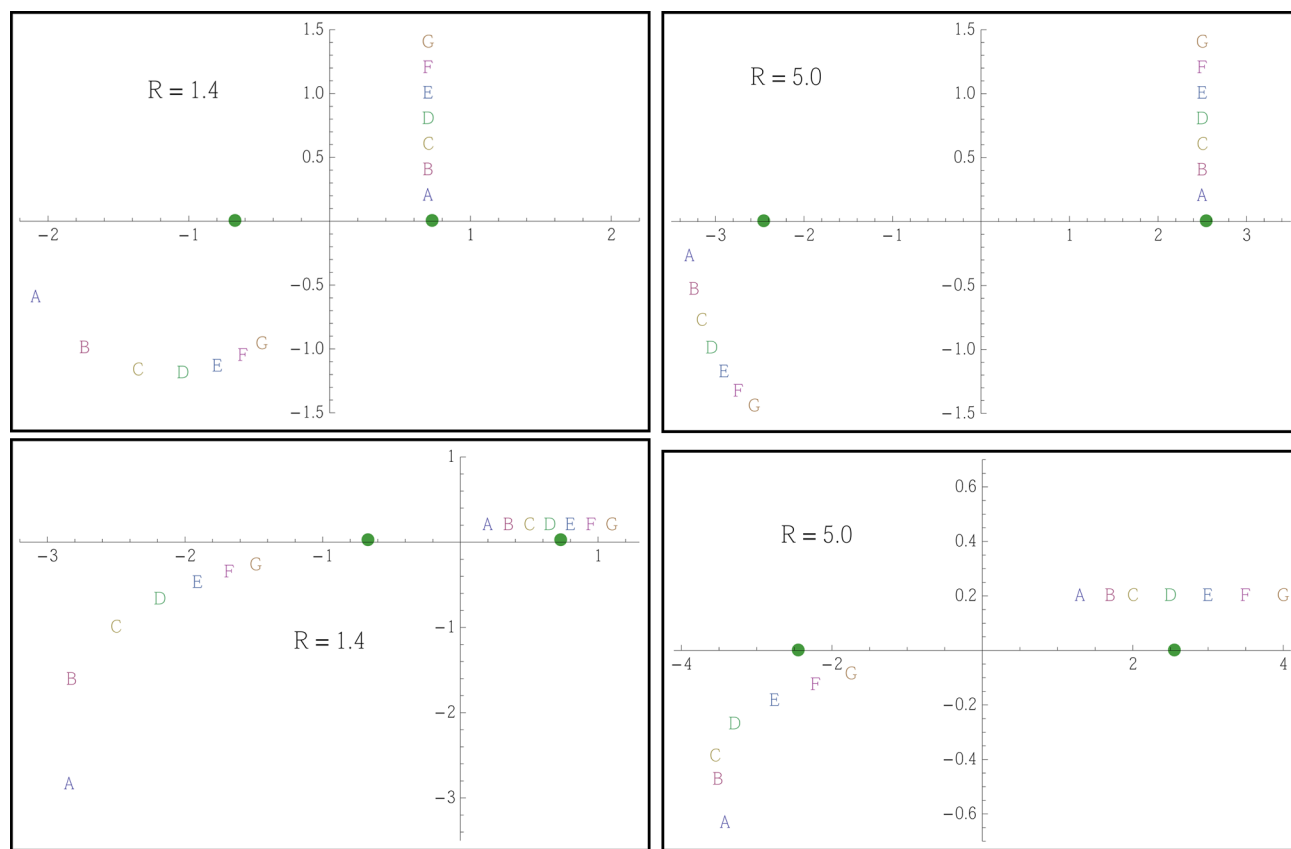 1.5
G
R = 1.4
F
1.0
E
D
C
0.5
B
A
−2 −1 1 2
−0.5
A
B C D E F G
−1.0
−1.5
1.5
G
R = 5.0
F
1.0
E
D
C
0.5
B
A
−3 −2 −1 1 2 3
A
−0.5
B
C
D
−1.0
E
F
G
−1.5
1
A B C D E F G
−3 −2 −1 1
G
F
E
D
C
−1
R = 1.4
B
−2
A
−3
0.6
R = 5.0
0.4
0.2
A B C D E F G
−4 −2 2 4
G
F
E
−0.2
D
C
−0.4
B
−0.6
A